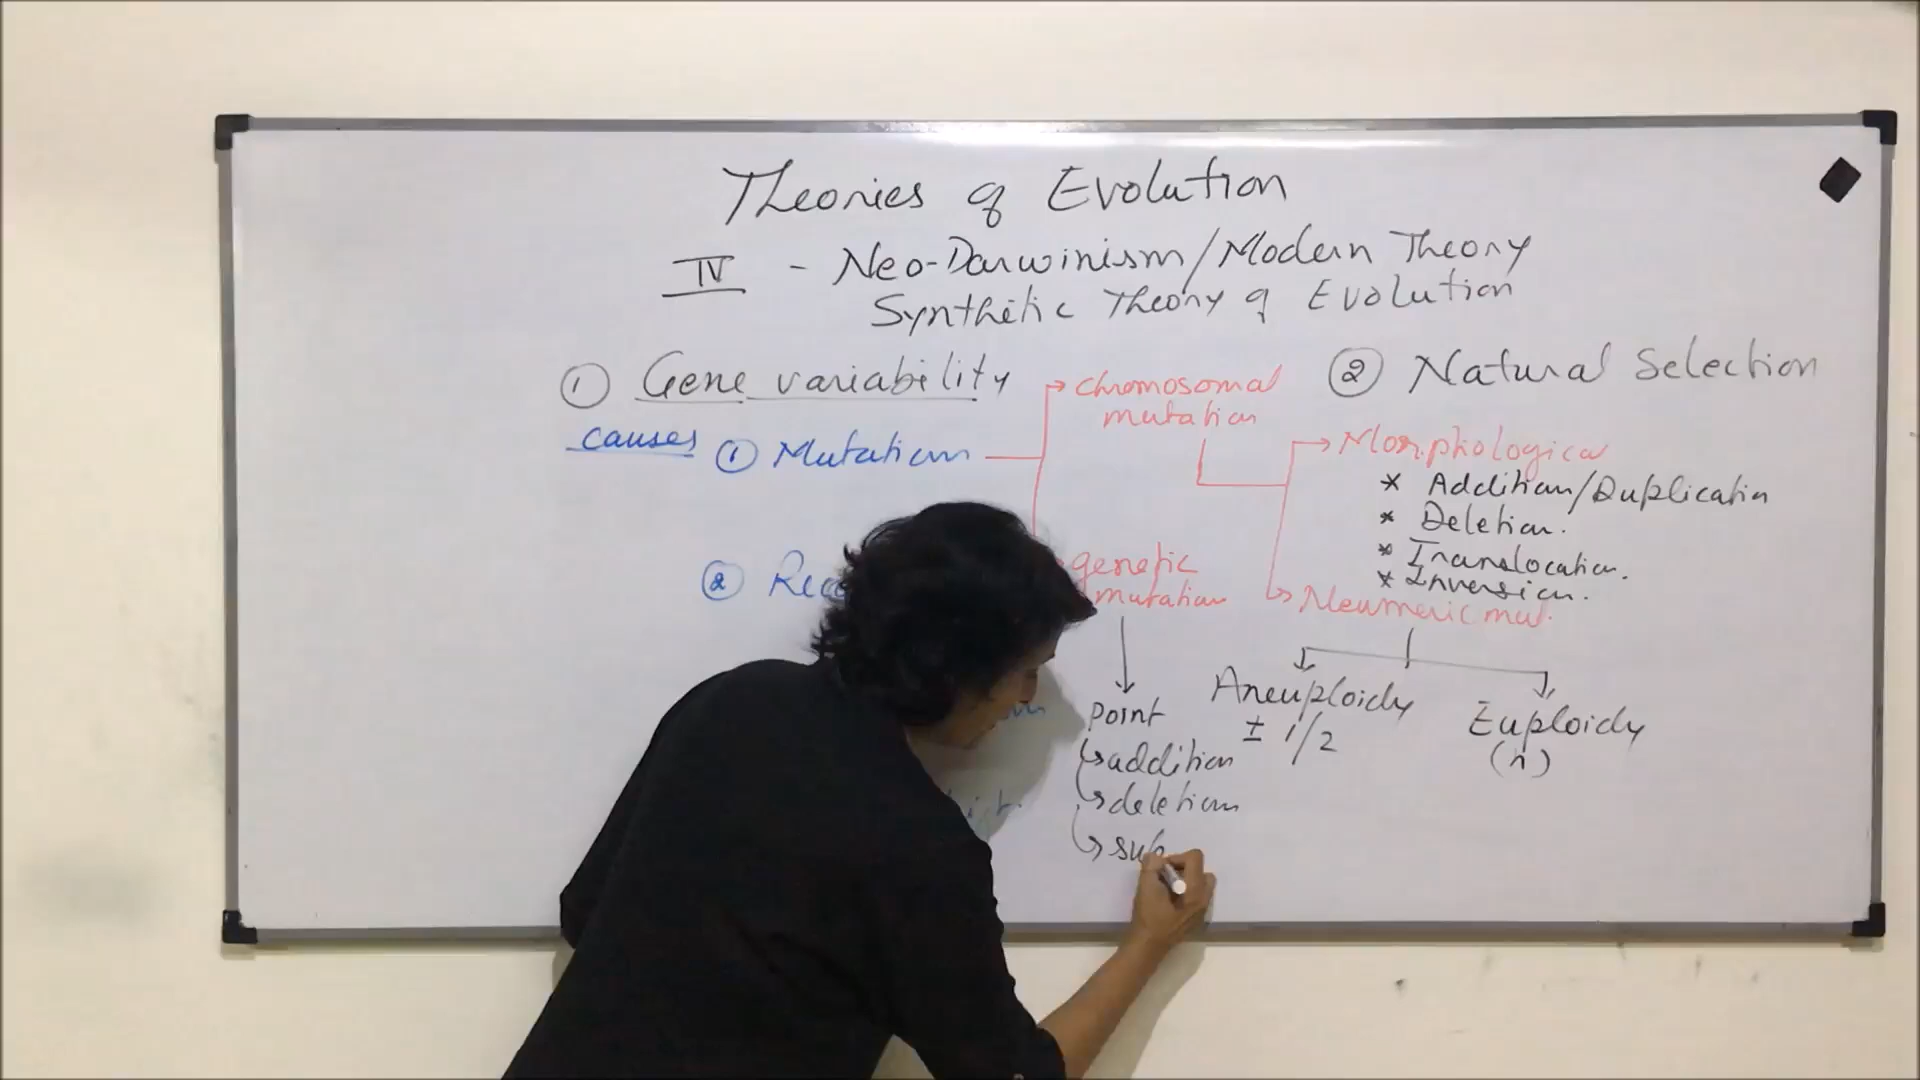 Theories of Evolution
IV - Neo-Darwinism/Modern Theory
Synthetic Theory of Evolution
① Gene variability
② Natural Selection
causes ① Mutation
chromosomal
mutation
Morphological
* Addition/Duplication
* Deletion.
* Translocation.
* Inversion.
②
genetic
mutation
Neumeric mut.
Point
addition
deletion
sub
Aneuploidy
± 1/2
Euploidy
(n)